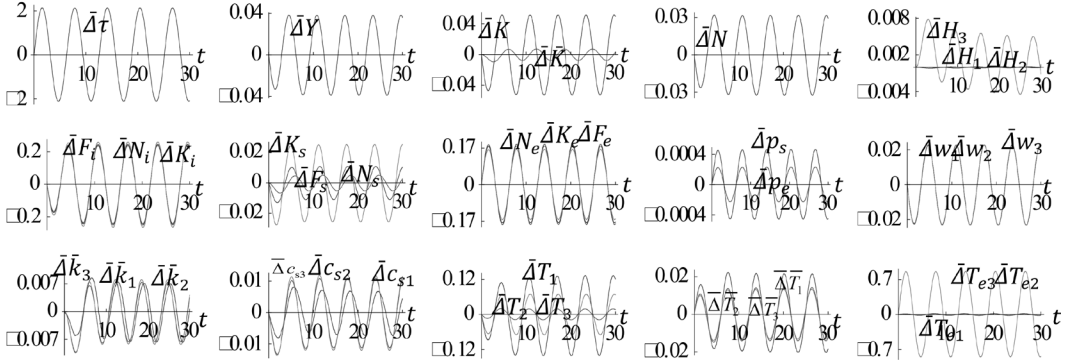 2 Δ̄τ t
0 10 20 30
□2
0.04 Δ̄Y t
0 10 20 30
□0.04
0.04 Δ̄K t
0 Δ̄K̄ 10 20 30
□0.04
0.03 Δ̄N t
0 10 20 30
□0.03
0.008 Δ̄H₃
0.002 Δ̄H₁ Δ̄H₂ t
□0.004 10 20 30
0.2 Δ̄Fᵢ Δ̄Nᵢ Δ̄Kᵢ t
0 10 20 30
□0.2
Δ̄Kₛ
0.02 Δ̄Fₛ Δ̄Nₛ t
0 10 20 30
□0.02
0.17 Δ̄Nₑ Δ̄Kₑ Δ̄Fₑ t
0 10 20 30
□0.17
0.0004 Δ̄pₛ t
0 Δ̄pₑ 10 20 30
□0.0004
0.02 Δ̄w₁ Δ̄w₂ Δ̄w₃ t
0 10 20 30
□0.02
0.007 Δ̄k̄₃ Δ̄k̄₁ Δ̄k̄₂ t
0 10 20 30
□0.007
0.01 Δ̄cₛ₃ Δ̄cₛ₂ Δ̄cₛ₁ t
0 10 20 30
□0.01
0.12 Δ̄T₁ t
0 Δ̄T₂ Δ̄T₃ 10 20 30
□0.12
0.02 Δ̄T̄₁ t
0 Δ̄T̄₂ Δ̄T̄₃ 10 20 30
□0.02
0.7 Δ̄Tₑ₃ Δ̄Tₑ₂ t
0 Δ̄Tₑ₁ 10 20 30
□0.7